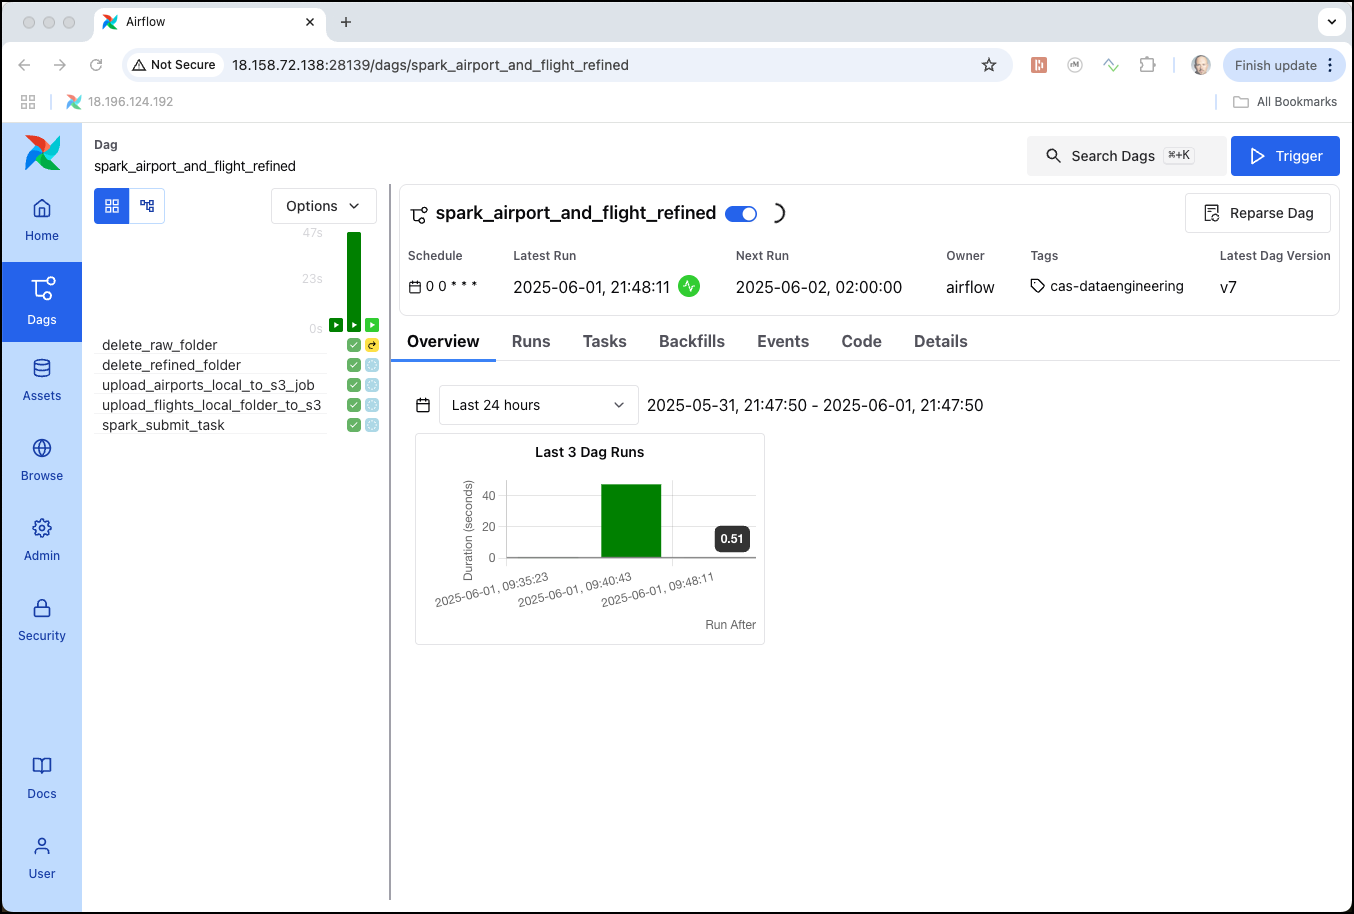 Airflow
Not Secure
18.158.72.138:28139/dags/spark_airport_and_flight_refined
Finish update
18.196.124.192
All Bookmarks
Dag
spark_airport_and_flight_refined
Search Dags ⌘+K
Trigger
Home
Dags
Assets
Browse
Admin
Security
Docs
User
Options
47s
23s
0s
delete_raw_folder
delete_refined_folder
upload_airports_local_to_s3_job
upload_flights_local_folder_to_s3
spark_submit_task
spark_airport_and_flight_refined
Reparse Dag
Schedule Latest Run Next Run Owner Tags Latest Dag Version
0 0 * * * 2025-06-01, 21:48:11 2025-06-02, 02:00:00 airflow cas-dataengineering v7
Overview Runs Tasks Backfills Events Code Details
Last 24 hours 2025-05-31, 21:47:50 - 2025-06-01, 21:47:50
Last 3 Dag Runs
Duration (seconds)
40
20
0
0.51
2025-06-01, 09:35:23
2025-06-01, 09:40:43
2025-06-01, 09:48:11
Run After